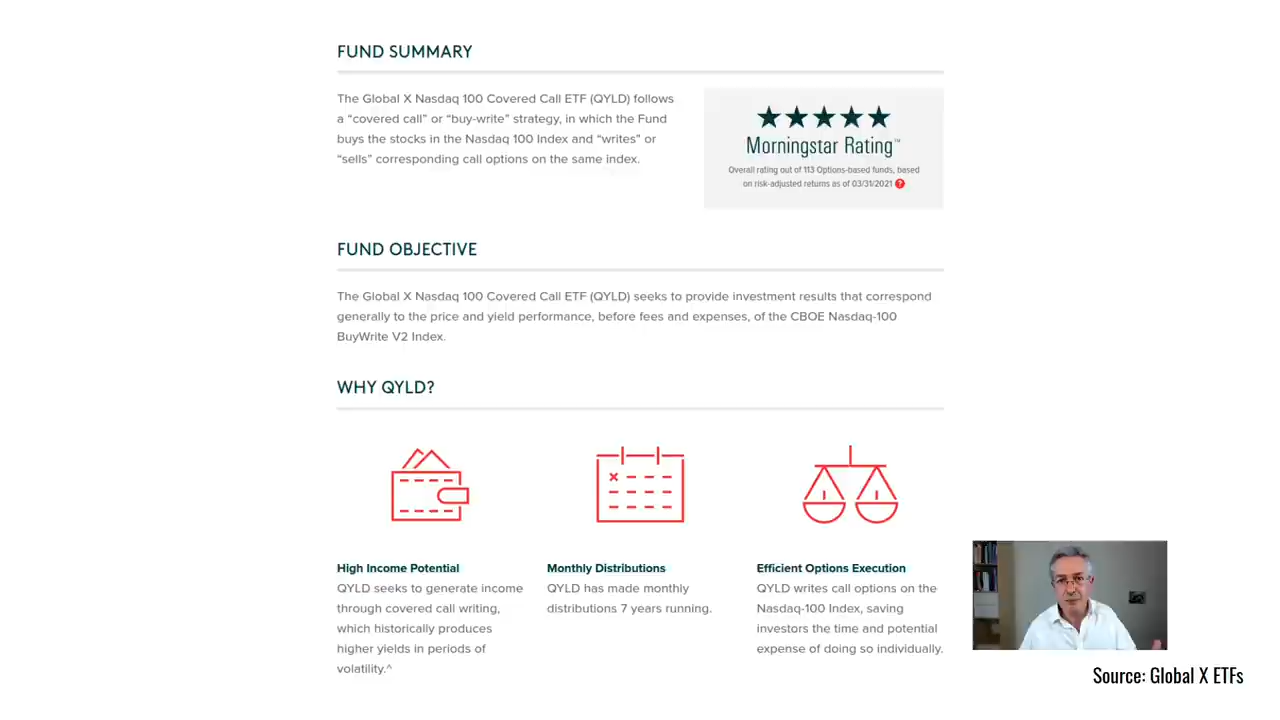 FUND SUMMARY
The Global X Nasdaq 100 Covered Call ETF (QYLD) follows
a “covered call” or “buy-write” strategy, in which the Fund
buys the stocks in the Nasdaq 100 Index and “writes” or
“sells” corresponding call options on the same index.
Morningstar Rating™
Overall rating out of 113 Options-based funds, based
on risk-adjusted returns as of 03/31/2021 ?
FUND OBJECTIVE
The Global X Nasdaq 100 Covered Call ETF (QYLD) seeks to provide investment results that correspond
generally to the price and yield performance, before fees and expenses, of the CBOE Nasdaq-100
BuyWrite V2 Index.
WHY QYLD?
High Income Potential
QYLD seeks to generate income
through covered call writing,
which historically produces
higher yields in periods of
volatility.^
Monthly Distributions
QYLD has made monthly
distributions 7 years running.
Efficient Options Execution
QYLD writes call options on the
Nasdaq-100 Index, saving
investors the time and potential
expense of doing so individually.
Source: Global X ETFs